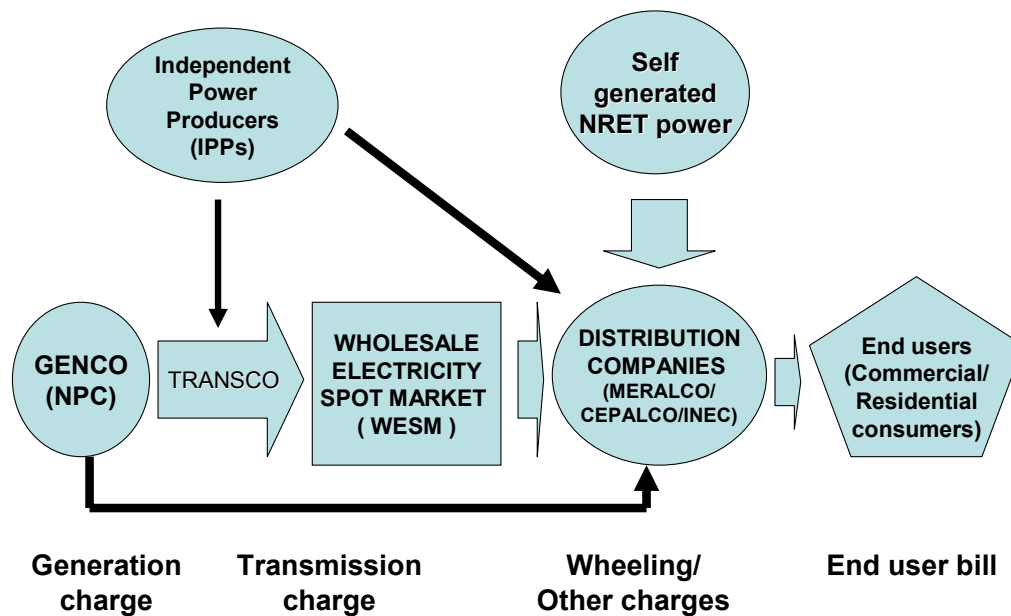 Independent
Power
Producers
(IPPs)
Self
generated
NRET power
GENCO
(NPC)
TRANSCO
WHOLESALE
ELECTRICITY
SPOT MARKET
( WESM )
DISTRIBUTION
COMPANIES
(MERALCO/
CEPALCO/INEC)
End users
(Commercial/
Residential
consumers)
Generation
charge
Transmission
charge
Wheeling/
Other charges
End user bill